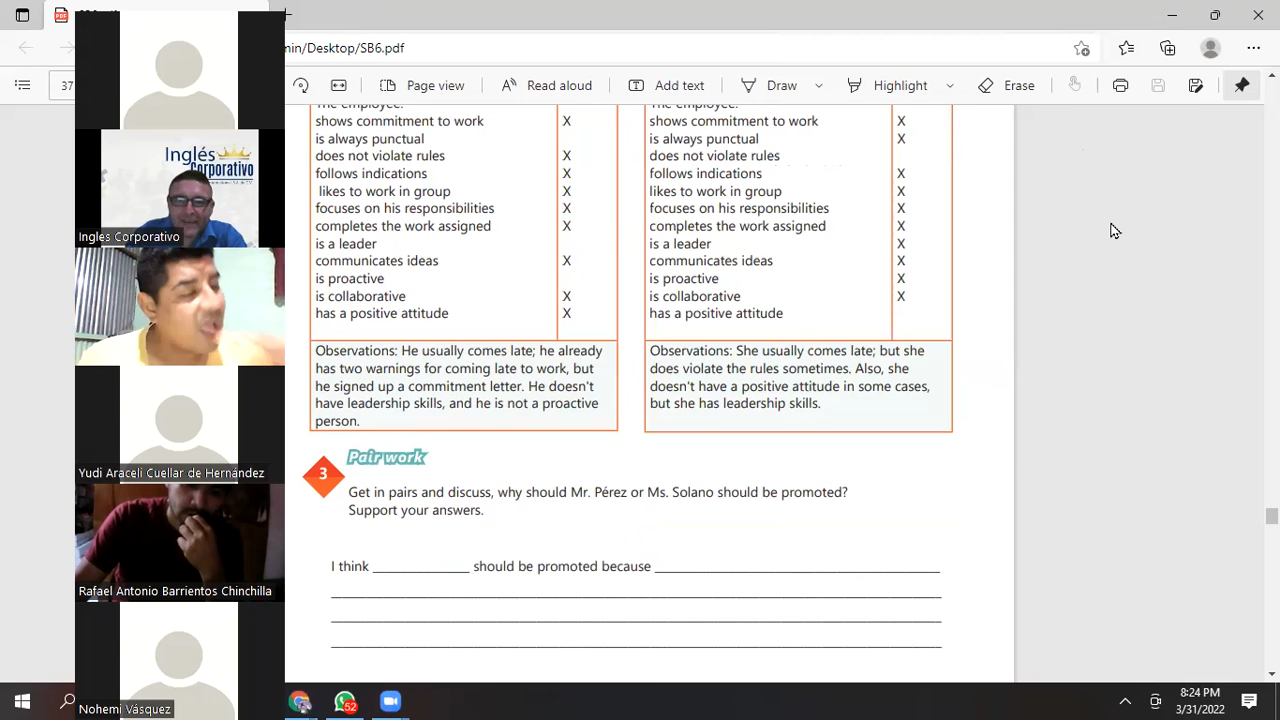 min/Desktop/SB6.pdf
37
Page view
Read aloud
Add text
Draw
Highlight
Erase
The employee:
shows commitment to work X
is always punctual
does not violate rules X
follows indications X
likes to work in group X
focuses on his responsibilities X
completes the work assigned X
is a leader
communicates ideas X
is proactive
is collaborative X
has a positive attitude X
Observations: He usually comes late; he already
has two warnings for coming late to work, but
he signed up a commitment letter. He doesn't
have leadership skills, and he is not a proactive
person.
The employee:
shows commitment to work X
is always punctual X
does not violate rules
follows indications X
likes to work in group X
focuses on his responsibilities X
completes the work assigned X
is a leader X
communicates ideas X
is proactive X
is collaborative X
has a positive attitude
Observations: She usually comes late; but she
does violate the rules sometimes. Also, she
doesn't have a positive attitude in some cases,
but she has leadership skills.
3
Pair work
Get in pairs and discuss, why should Mr. Pérez or Ms. Solano should be promoted?
Support your answers.
I think ______________ should be promoted because ______________
Inglés
Corporativo
Ingles Corporativo
Yudi Araceli Cuellar de Hernández
Rafael Antonio Barrientos Chinchilla
Nohemi Vásquez
52
8:24 PM
3/31/2022